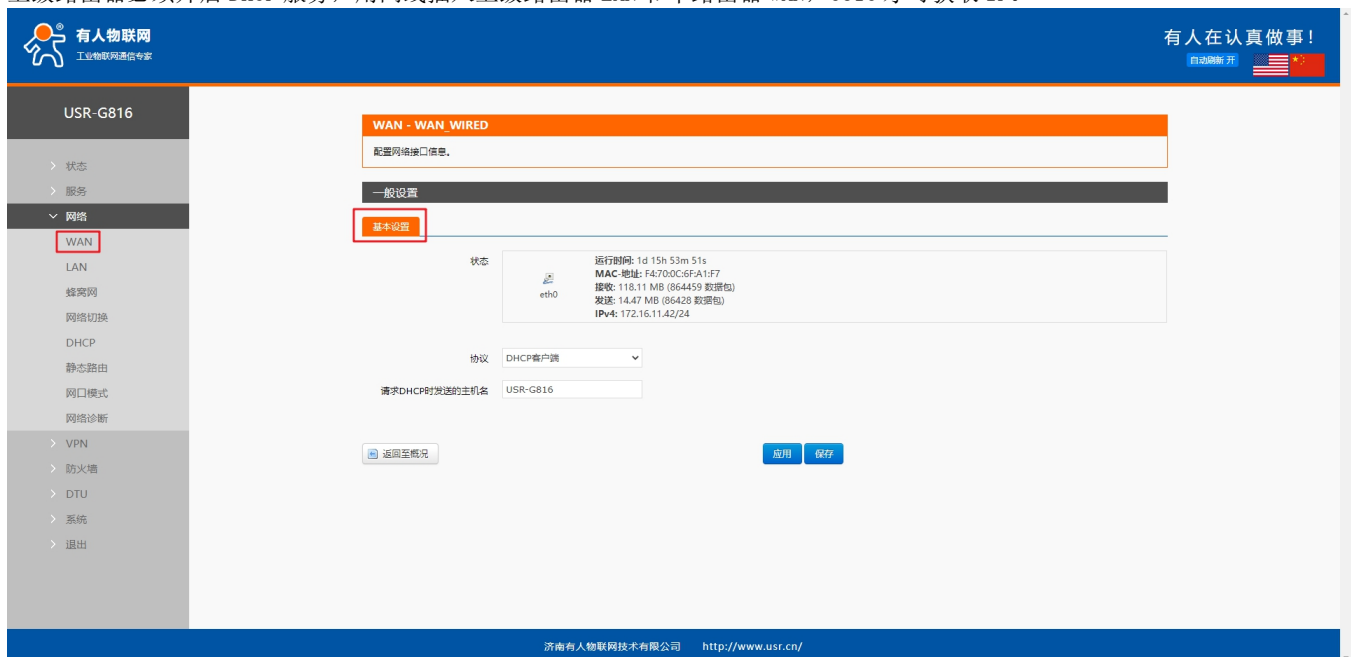 有人物联网
工业物联网通信专家
有人在认真做事!
自动刷新 开
USR-G816
状态
服务
网络
WAN
LAN
蜂窝网
网络切换
DHCP
静态路由
网口模式
网络诊断
VPN
防火墙
DTU
系统
退出
WAN - WAN_WIRED
配置网络接口信息。
一般设置
基本设置
状态
eth0
运行时间: 1d 15h 53m 51s
MAC-地址: F4:70:0C:6F:A1:F7
接收: 118.11 MB (864459 数据包)
发送: 14.47 MB (86428 数据包)
IPv4: 172.16.11.42/24
协议 DHCP客户端
请求DHCP时发送的主机名 USR-G816
返回至概况
应用 保存
济南有人物联网技术有限公司 http://www.usr.cn/